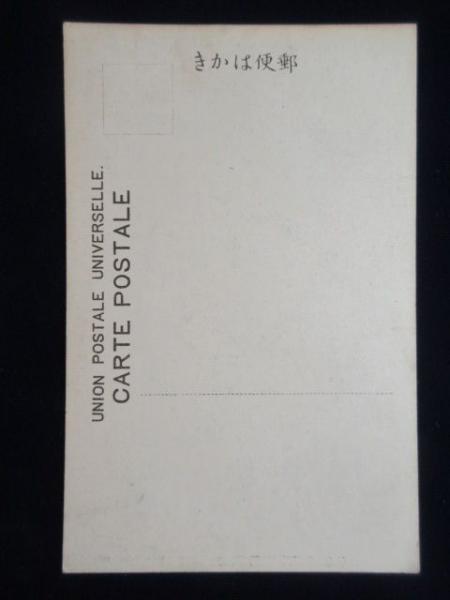 郵便はかき
UNION POSTALE UNIVERSELLE.
CARTE POSTALE